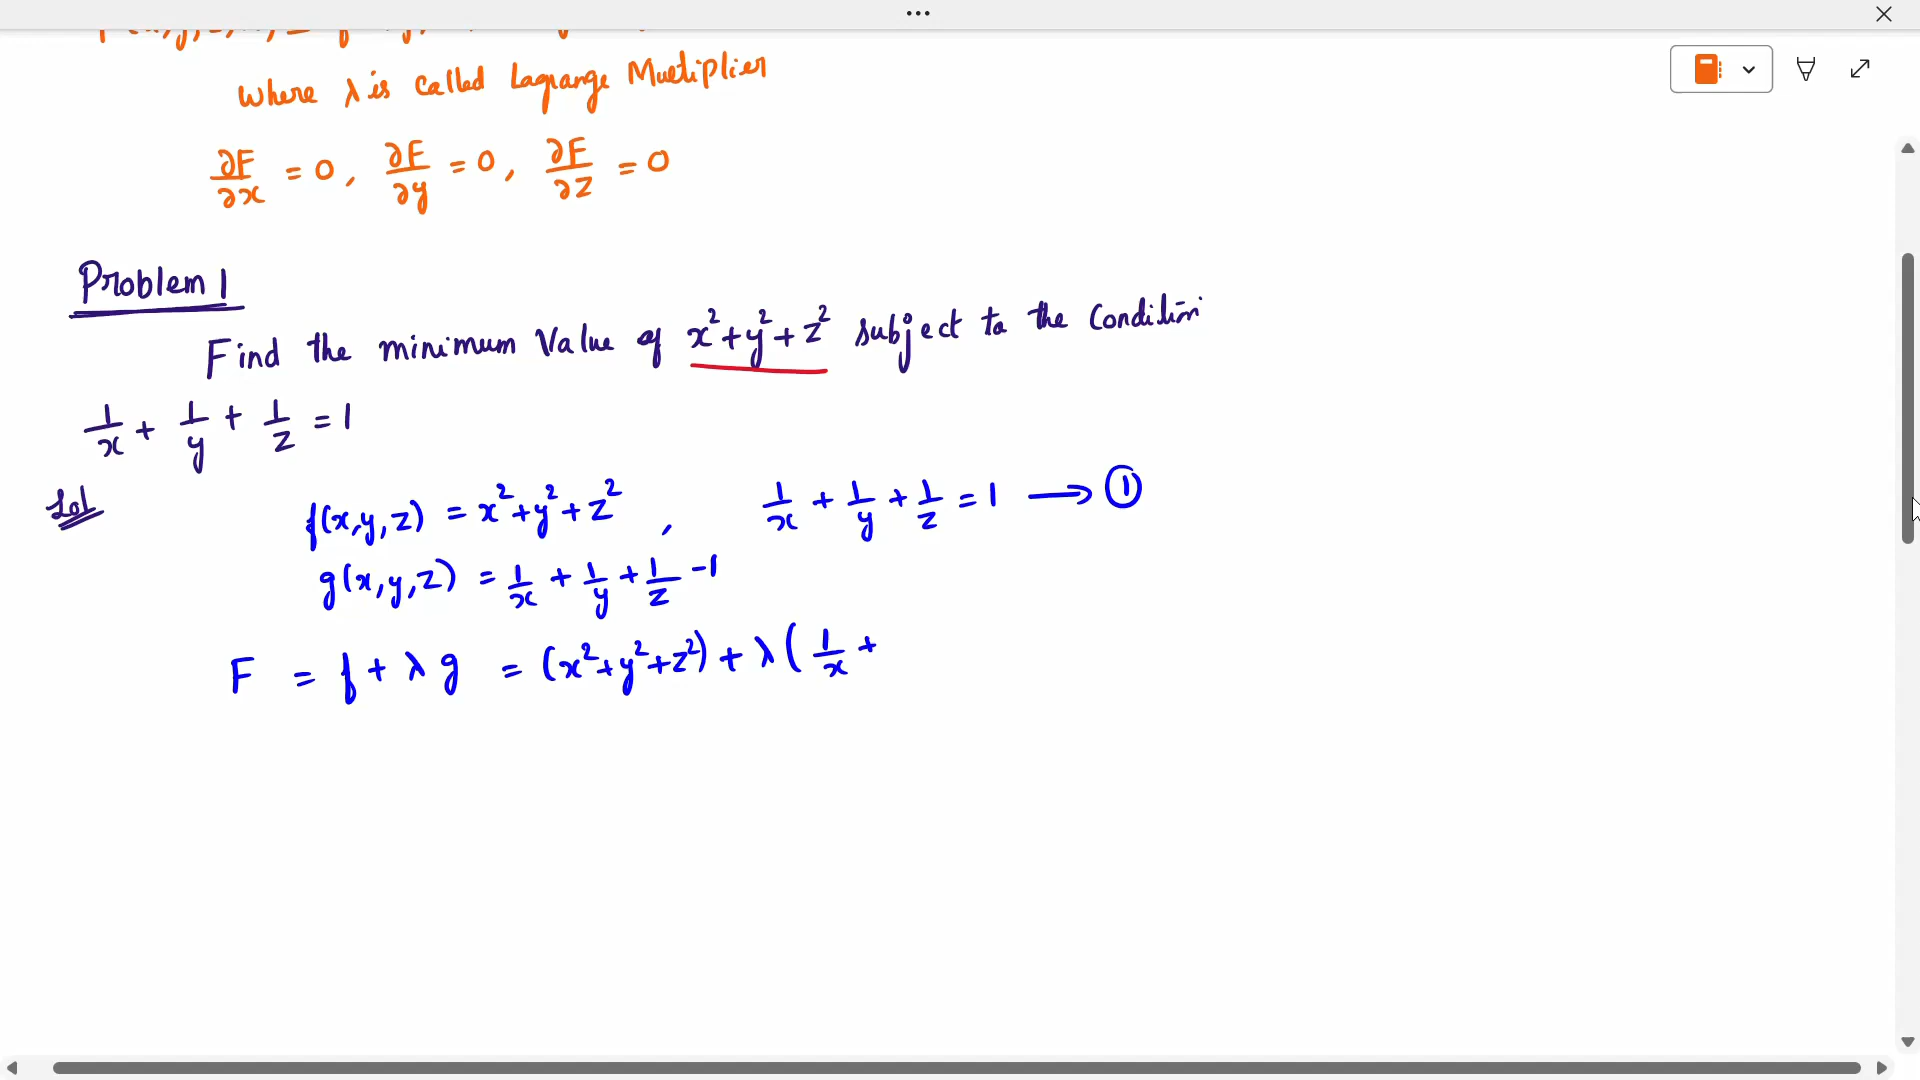 where λ is called Lagrange Multiplier
∂F/∂x = 0, ∂F/∂y = 0, ∂F/∂z = 0
Problem 1
Find the minimum value of x²+y²+z² subject to the condition
1/x + 1/y + 1/z = 1
Sol
f(x,y,z) = x²+y²+z² , 1/x + 1/y + 1/z = 1 → ①
g(x,y,z) = 1/x + 1/y + 1/z -1
F = f + λ g = (x²+y²+z²) + λ ( 1/x +